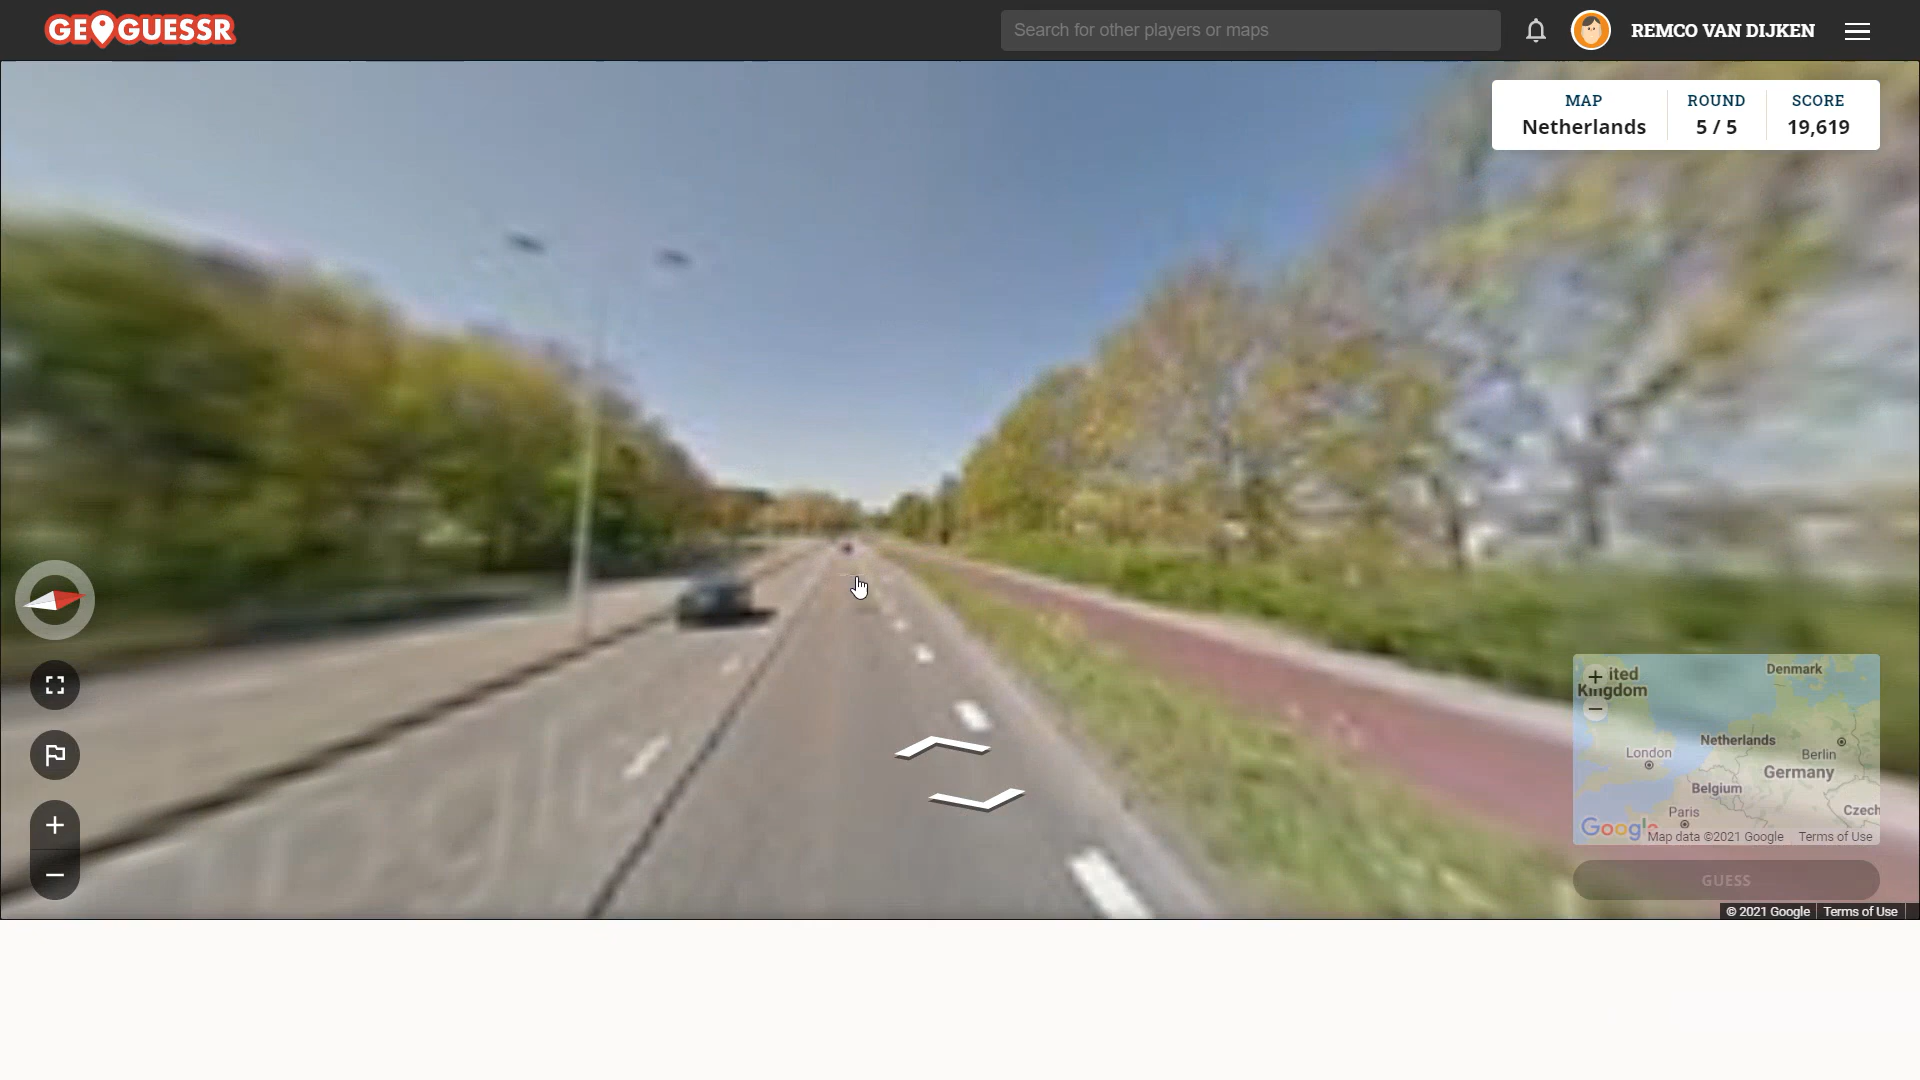 GEOGUESSR
Search for other players or maps
REMCO VAN DIJKEN
MAP
Netherlands
ROUND
5 / 5
SCORE
19,619
Denmark
ited
Kingdom
Netherlands
London
Berlin
Germany
Belgium
Paris
Czech
Google
Map data ©2021 Google
Terms of Use
GUESS
© 2021 Google
Terms of Use